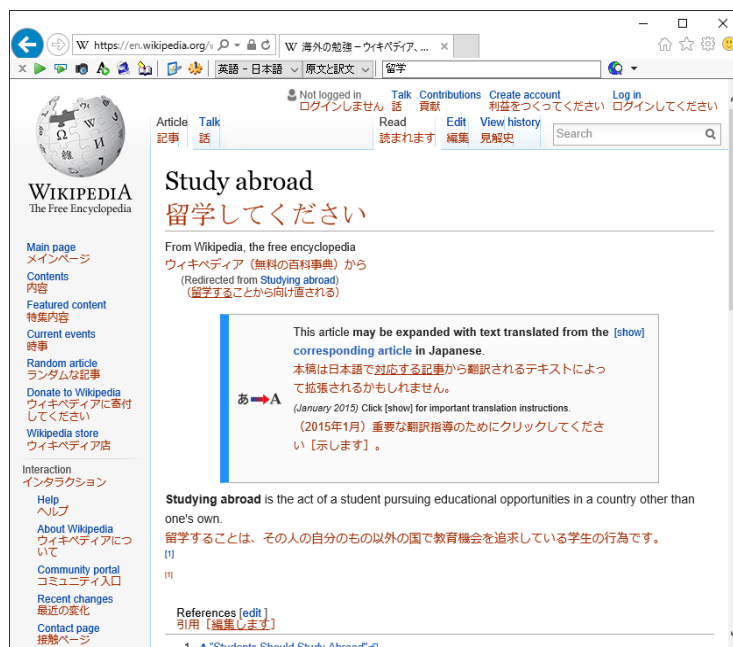 https://en.wikipedia.org/
W 海外の勉強 – ウィキペディア、...
英語 - 日本語
原文と訳文
留学
Not logged in Talk Contributions Create account Log in
ログインしません 話 貢献 利益をつくってください ログインしてください
Article Talk Read Edit View history
記事 話 読まれます 編集 見解史
Search
Ω W И 維 7
WIKIPEDIA
The Free Encyclopedia
Main page
メインページ
Contents
内容
Featured content
特集内容
Current events
時事
Random article
ランダムな記事
Donate to Wikipedia
ウィキペディアに寄付
してください
Wikipedia store
ウィキペディア店
Interaction
インタラクション
Help
ヘルプ
About Wikipedia
ウィキペディアにつ
いて
Community portal
コミュニティ入口
Recent changes
最近の変化
Contact page
接触ページ
Study abroad
留学してください
From Wikipedia, the free encyclopedia
ウィキペディア（無料の百科事典）から
(Redirected from Studying abroad)
（留学することから向け直される）
あ A
This article may be expanded with text translated from the [show]
corresponding article in Japanese.
本稿は日本語で対応する記事から翻訳されるテキストによっ
て拡張されるかもしれません。
(January 2015) Click [show] for important translation instructions.
（2015年1月）重要な翻訳指導のためにクリックしてくださ
い［示します］。
Studying abroad is the act of a student pursuing educational opportunities in a country other than
one's own.
留学することは、その人の自分のもの以外の国で教育機会を追求している学生の行為です。
[1]
[1]
References [edit ]
引用［編集します］
1. ^ "Students Should Study Abroad"